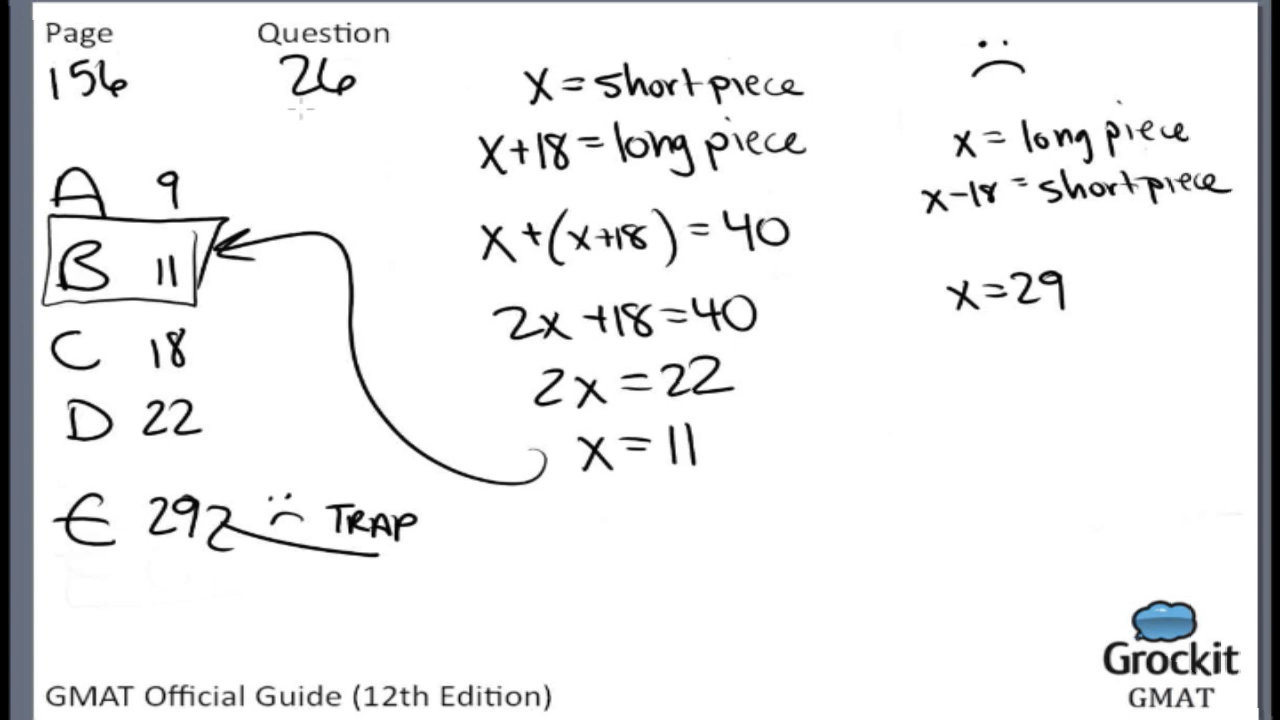 Page Question
156 26
A 9
B 11
C 18
D 22
E 29 TRAP
x = short piece
x+18 = long piece
x+(x+18) = 40
2x+18=40
2x=22
x=11
x = long piece
x-18 = short piece
x=29
Grockit
GMAT
GMAT Official Guide (12th Edition)